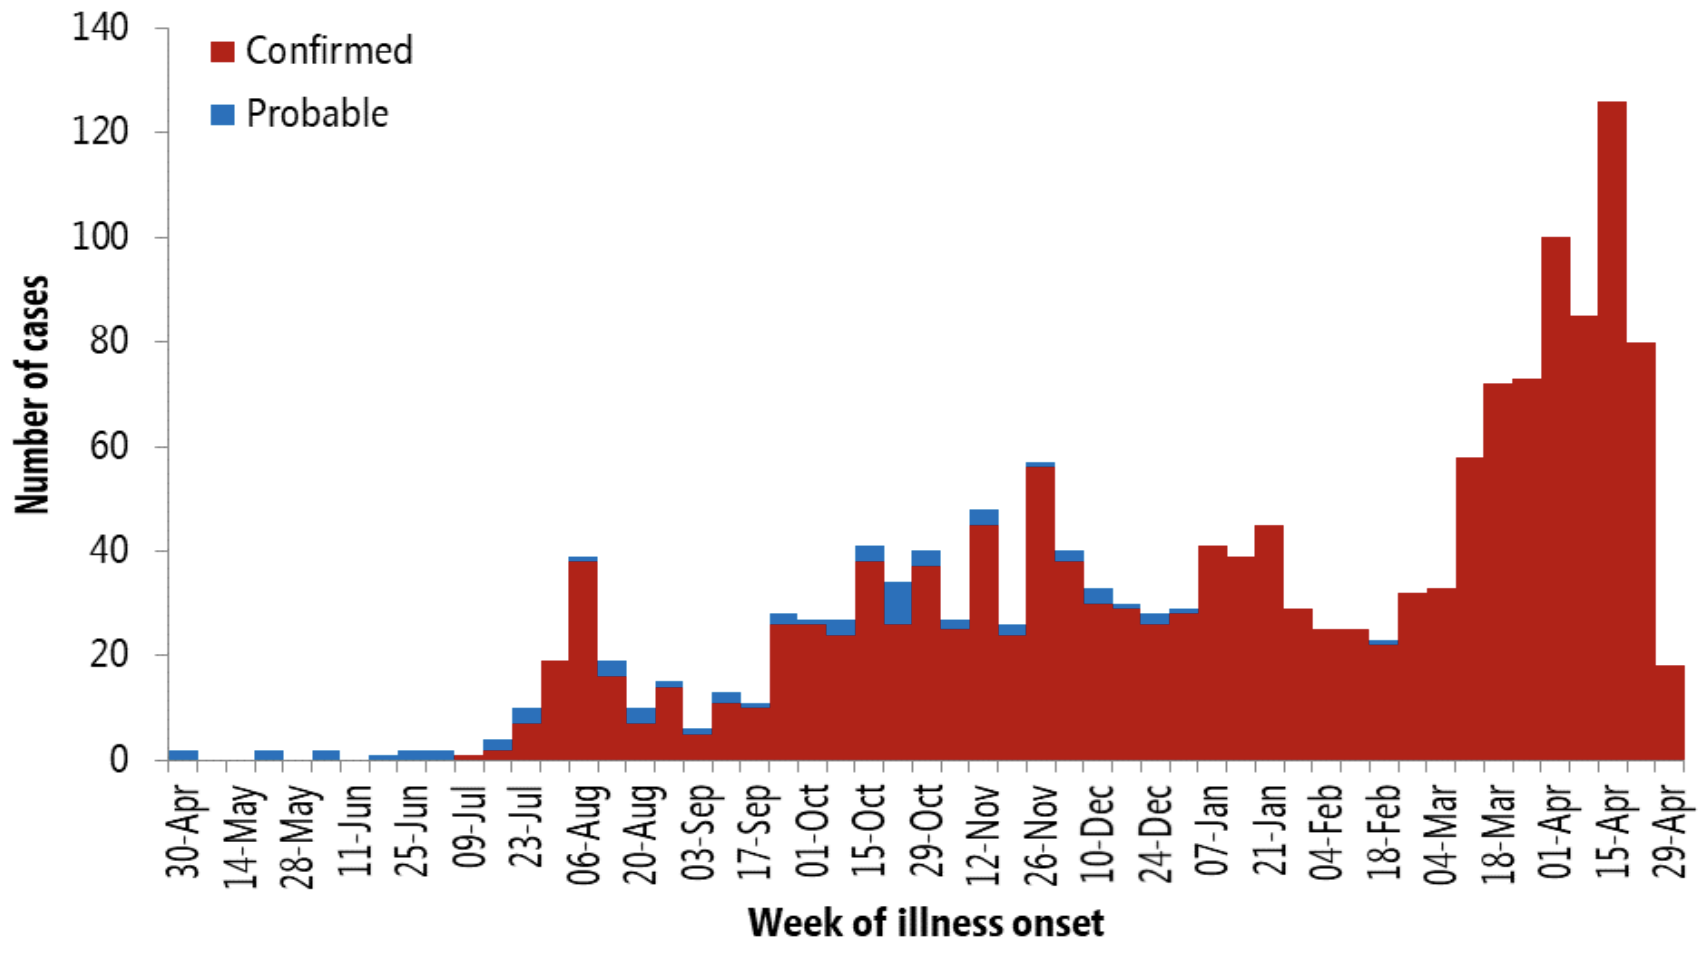 140
Confirmed
Probable
120
100
80
60
40
20
0
Number of cases
30-Apr
14-May
28-May
11-Jun
25-Jun
09-Jul
23-Jul
06-Aug
20-Aug
03-Sep
17-Sep
01-Oct
15-Oct
29-Oct
12-Nov
26-Nov
10-Dec
24-Dec
07-Jan
21-Jan
04-Feb
18-Feb
04-Mar
18-Mar
01-Apr
15-Apr
29-Apr
Week of illness onset